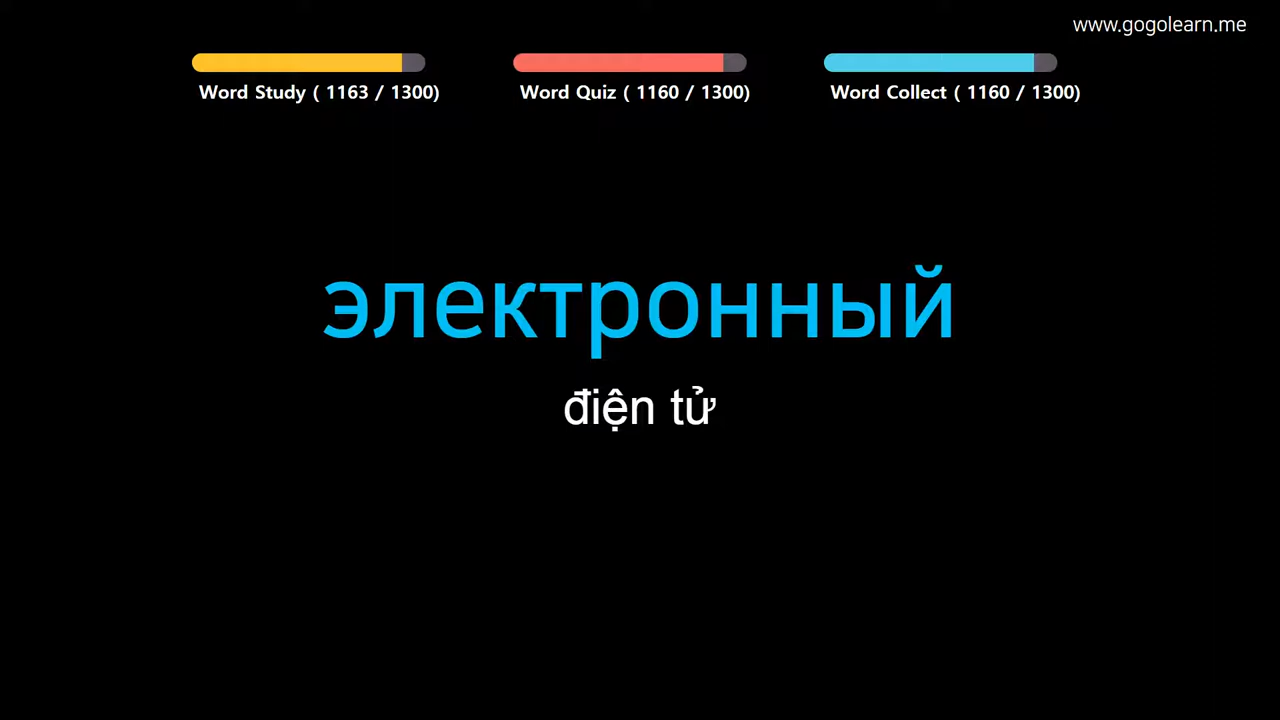 www.gogolearn.me
Word Study ( 1163 / 1300)
Word Quiz ( 1160 / 1300)
Word Collect ( 1160 / 1300)
электронный
điện tử